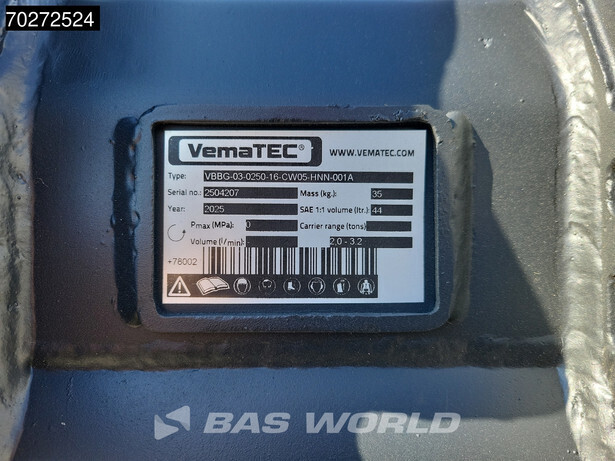 70272524
VemaTEC® WWW.VEMATEC.COM
Type: VBBG-03-0250-16-CW05-HNN-001A
Serial no.: 2504207 Mass (kg.): 35
Year: 2025 SAE 1:1 volume (ltr.): 44
Pmax (MPa): 0 Carrier range (tons):
Volume (l/min): 2,0 - 3,2
+78002
BAS WORLD